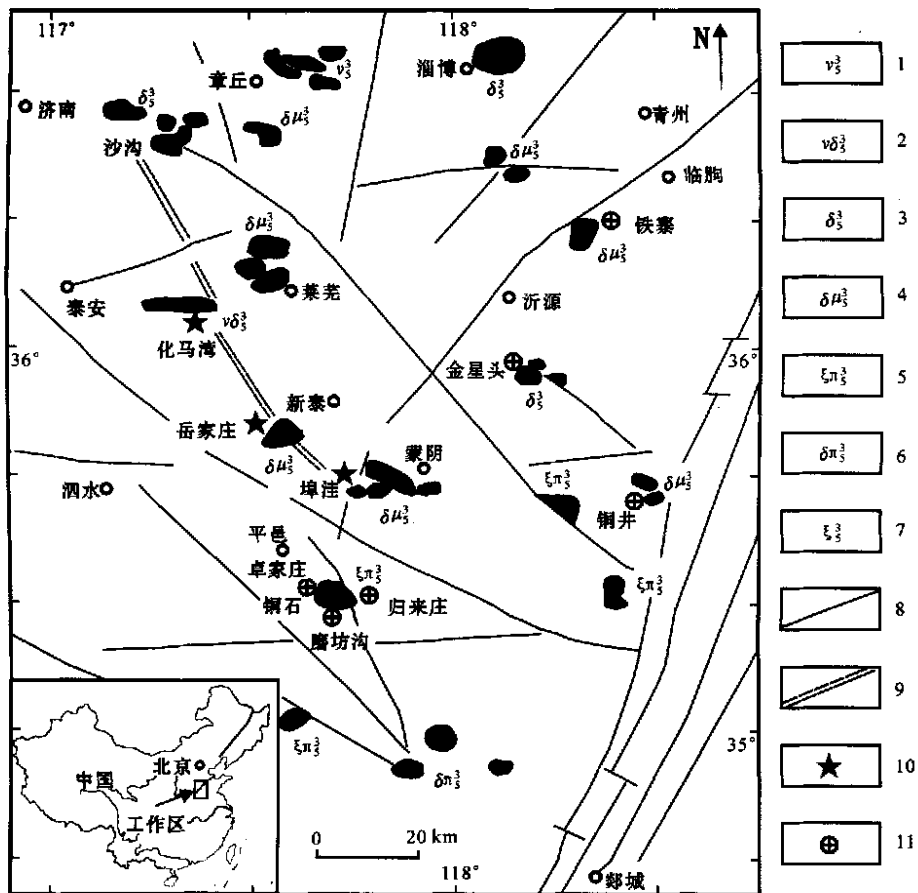 117° 118°
N
章丘
ν₅³
淄博
δ₅³
济南
δ₅³
δμ₅³
青州
沙沟
δμ₅³
临朐
铁寨
δμ₅³
δμ₅³
莱芜
沂源
泰安
νδ₅³
化马湾
36° 36°
金星头
δ₅³
新泰
岳家庄
δμ₅³
蒙阴
埠洼
δμ₅³
泗水
ξπ₅³
δμ₅³
铜井
平邑
卓家庄
ξπ₅³
铜石
归来庄
磨坊沟
ξπ₅³
ξπ₅³
δπ₅³
35°
北京
中国
工作区
0 20 km
118°
郯城
ν₅³ 1
νδ₅³ 2
δ₅³ 3
δμ₅³ 4
ξπ₅³ 5
δπ₅³ 6
ξ₅³ 7
8
9
10
11